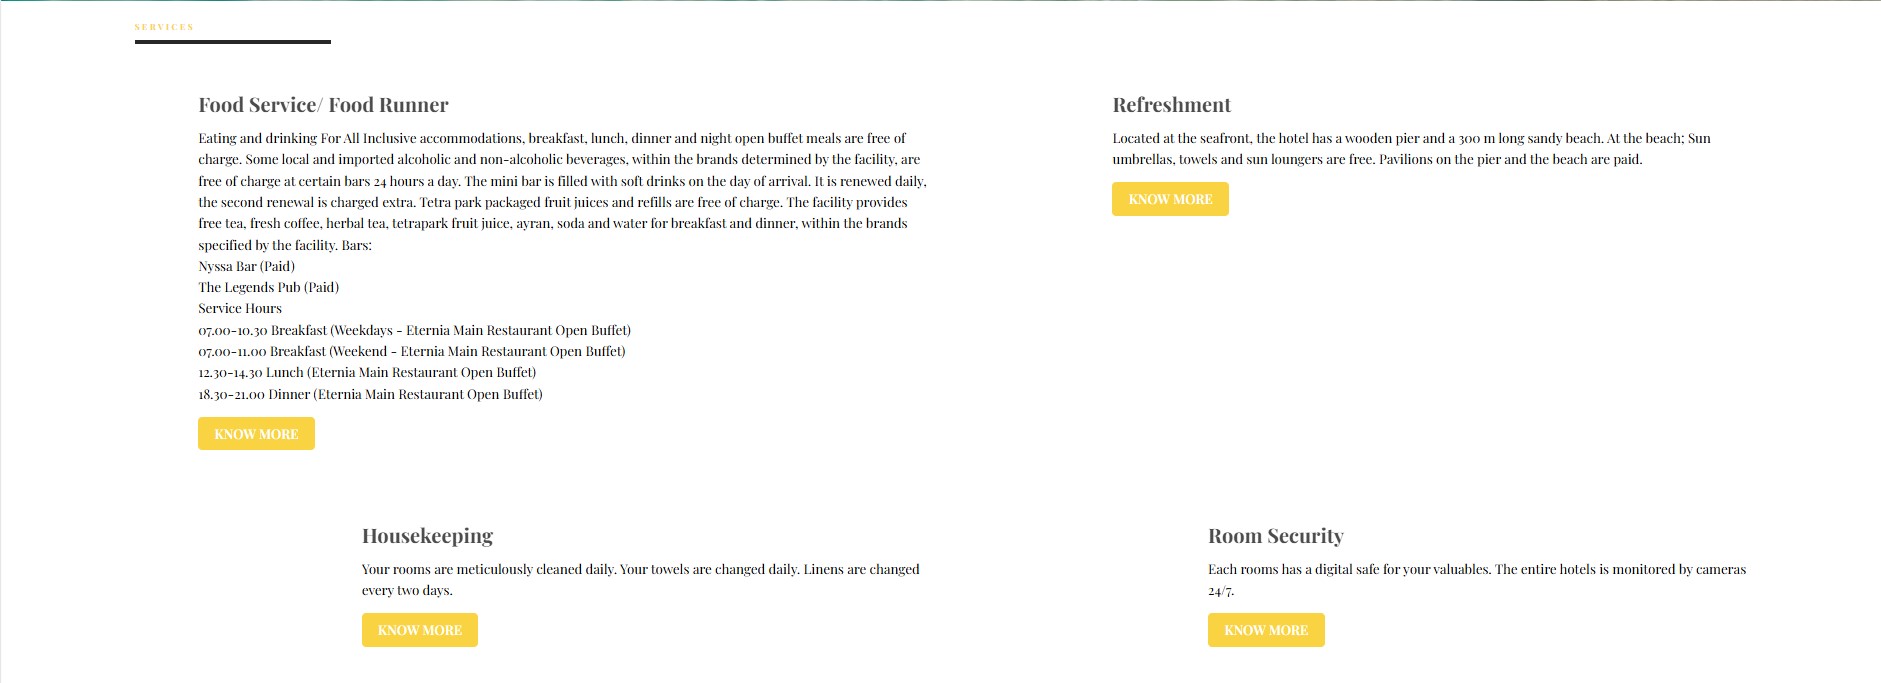 SERVICES
Food Service/ Food Runner
Eating and drinking For All Inclusive accommodations, breakfast, lunch, dinner and night open buffet meals are free of
charge. Some local and imported alcoholic and non-alcoholic beverages, within the brands determined by the facility, are
free of charge at certain bars 24 hours a day. The mini bar is filled with soft drinks on the day of arrival. It is renewed daily,
the second renewal is charged extra. Tetra park packaged fruit juices and refills are free of charge. The facility provides
free tea, fresh coffee, herbal tea, tetrapark fruit juice, ayran, soda and water for breakfast and dinner, within the brands
specified by the facility. Bars:
Nyssa Bar (Paid)
The Legends Pub (Paid)
Service Hours
07.00-10.30 Breakfast (Weekdays - Eternia Main Restaurant Open Buffet)
07.00-11.00 Breakfast (Weekend - Eternia Main Restaurant Open Buffet)
12.30-14.30 Lunch (Eternia Main Restaurant Open Buffet)
18.30-21.00 Dinner (Eternia Main Restaurant Open Buffet)
KNOW MORE
Refreshment
Located at the seafront, the hotel has a wooden pier and a 300 m long sandy beach. At the beach; Sun
umbrellas, towels and sun loungers are free. Pavilions on the pier and the beach are paid.
KNOW MORE
Housekeeping
Your rooms are meticulously cleaned daily. Your towels are changed daily. Linens are changed
every two days.
KNOW MORE
Room Security
Each rooms has a digital safe for your valuables. The entire hotels is monitored by cameras
24/7.
KNOW MORE